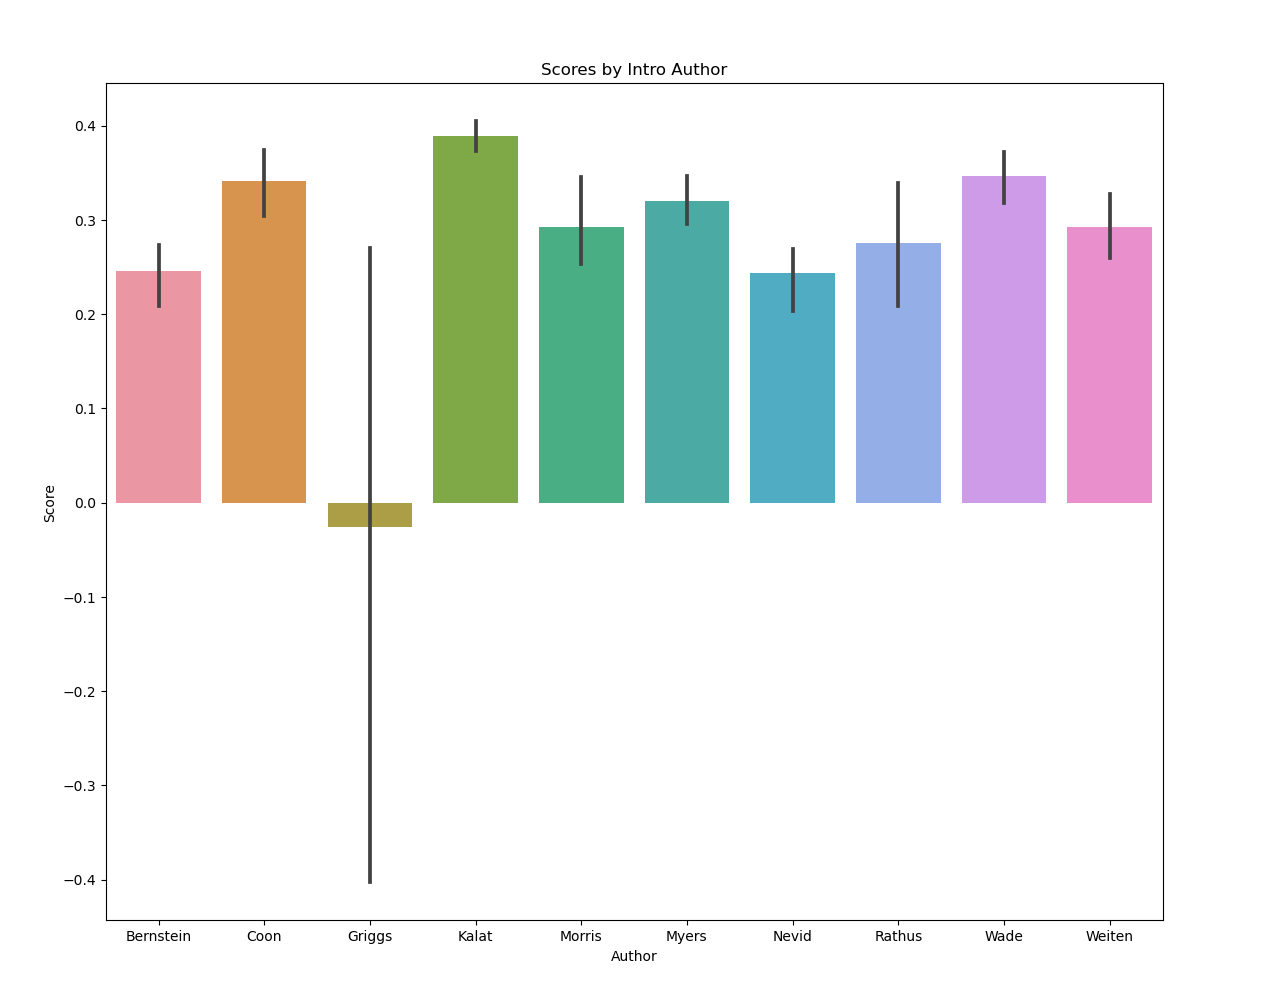 Scores by Intro Author
0.4
0.3
0.2
0.1
0.0
−0.1
−0.2
−0.3
−0.4
Score
Bernstein Coon Griggs Kalat Morris Myers Nevid Rathus Wade Weiten
Author